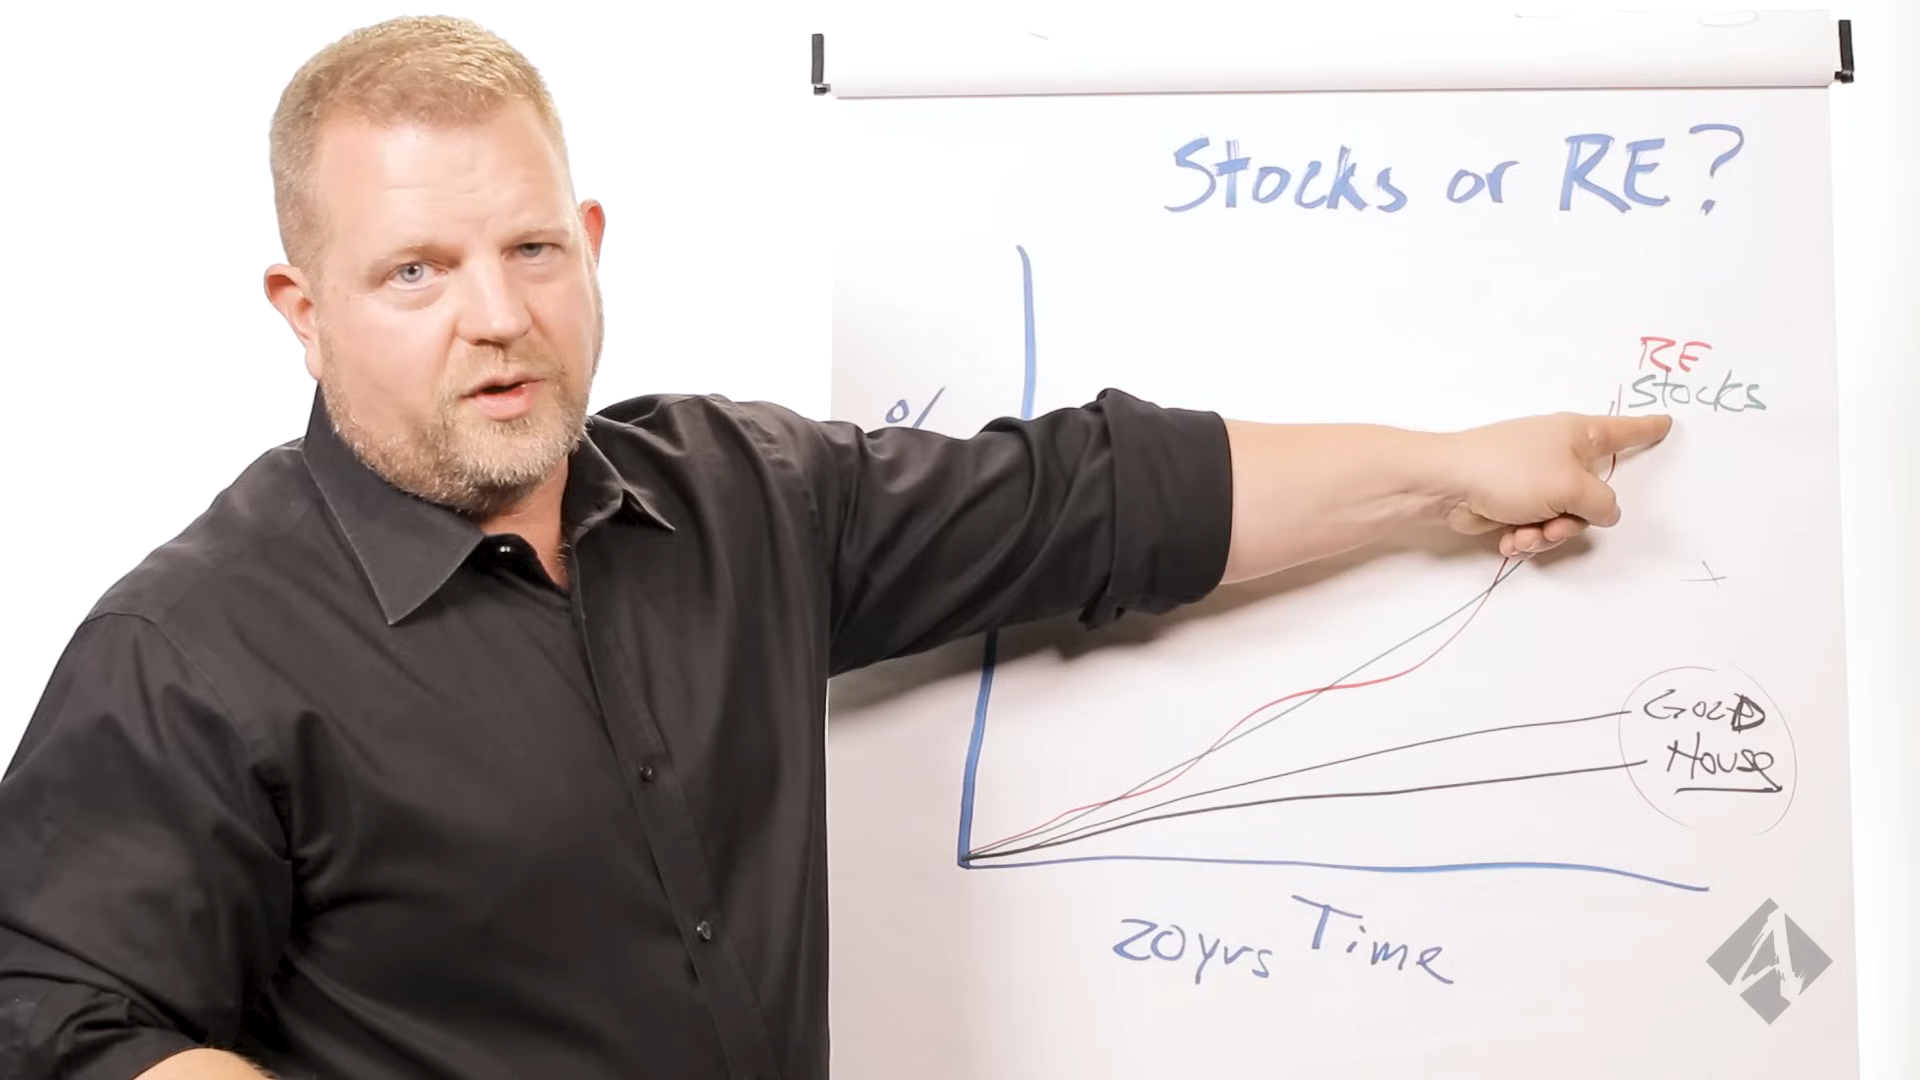 Stocks or RE?
RE
Stocks
%
GOLD
House
20yrs Time
A